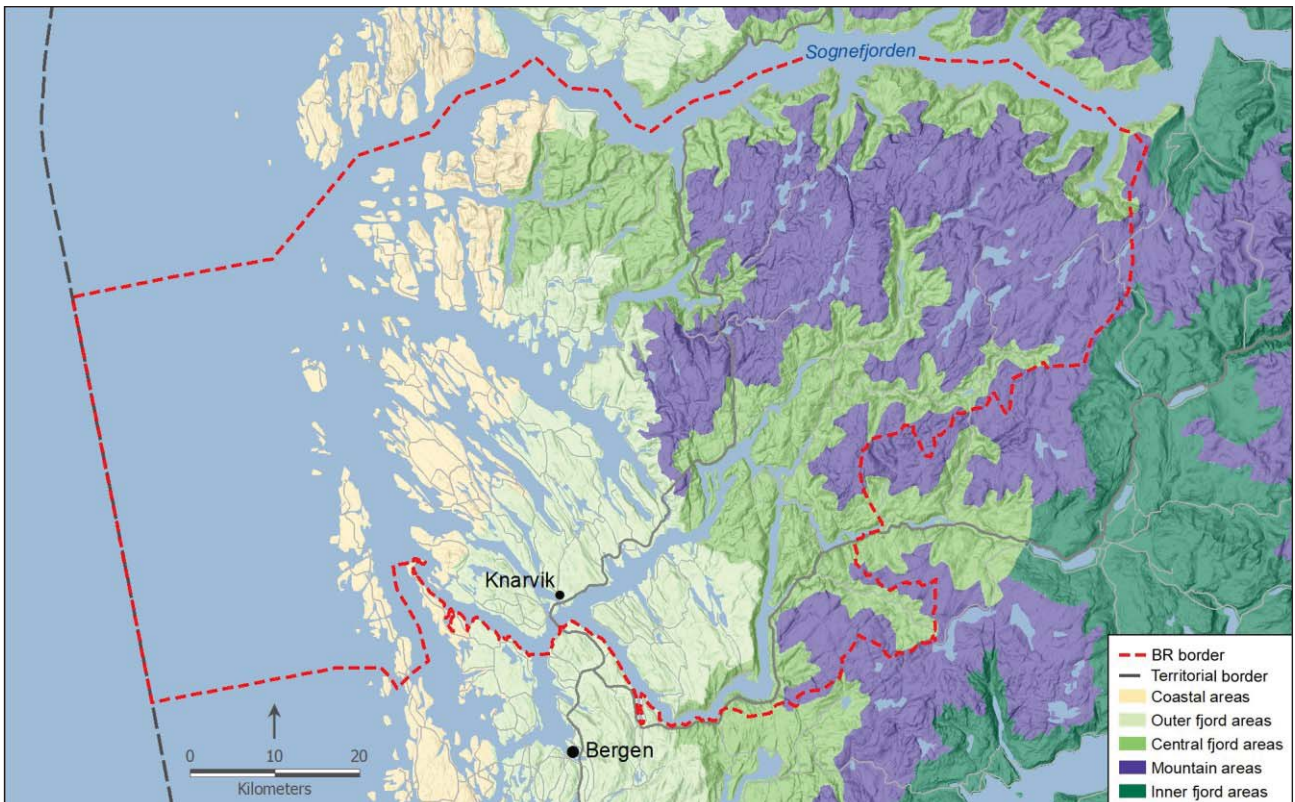 Sognefjorden
Knarvik
Bergen
0 10 20
Kilometers
BR border
Territorial border
Coastal areas
Outer fjord areas
Central fjord areas
Mountain areas
Inner fjord areas